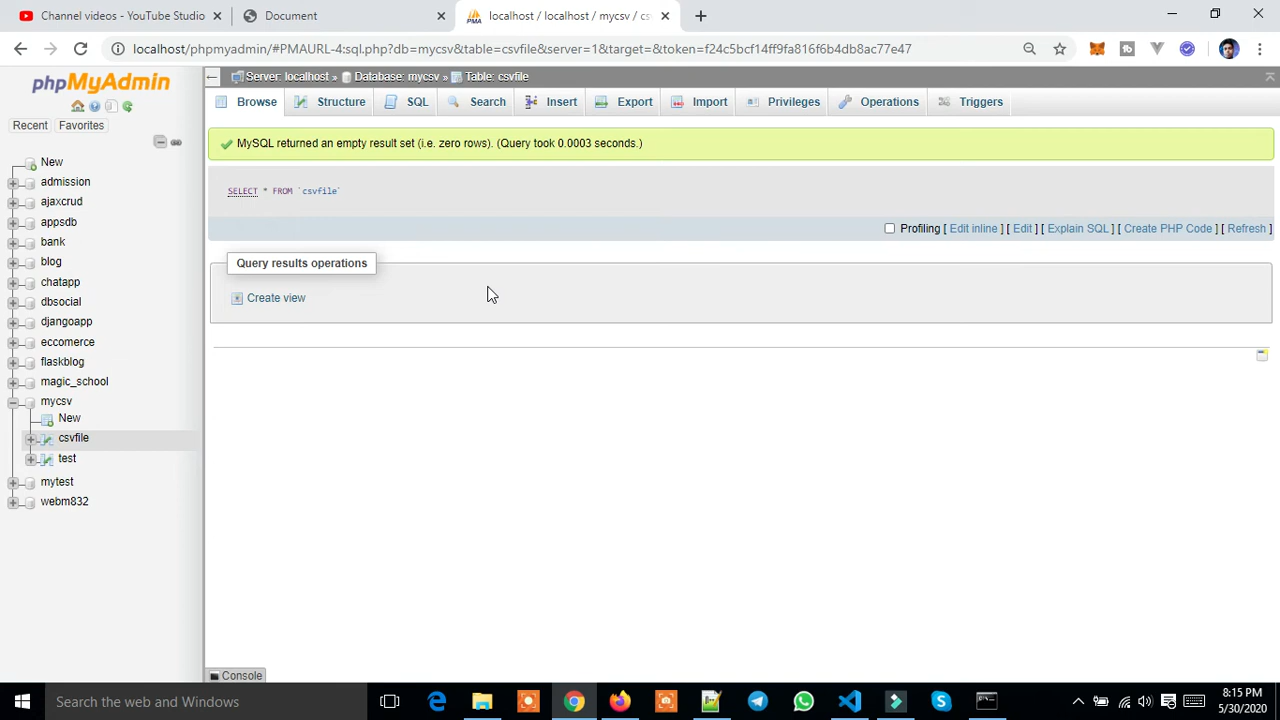 Channel videos - YouTube Studio
Document
localhost / localhost / mycsv / cs
localhost/phpmyadmin/#PMAURL-4:sql.php?db=mycsv&table=csvfile&server=1&target=&token=f24c5bcf14ff9fa816f6b4db8ac77e47
phpMyAdmin
Recent Favorites
New
admission
ajaxcrud
appsdb
bank
blog
chatapp
dbsocial
djangoapp
eccomerce
flaskblog
magic_school
mycsv
New
csvfile
test
mytest
webm832
Server: localhost » Database: mycsv » Table: csvfile
Browse Structure SQL Search Insert Export Import Privileges Operations Triggers
MySQL returned an empty result set (i.e. zero rows). (Query took 0.0003 seconds.)
SELECT * FROM `csvfile`
Profiling [ Edit inline ] [ Edit ] [ Explain SQL ] [ Create PHP Code ] [ Refresh ]
Query results operations
Create view
Console
Search the web and Windows
8:15 PM
5/30/2020